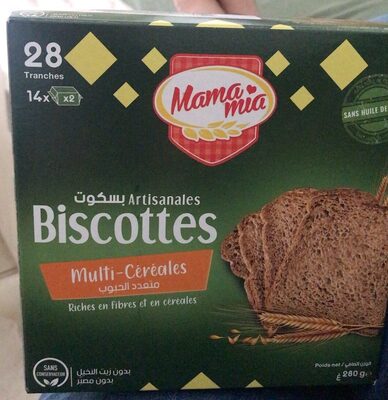 28
Tranches
14x x2
Mama
mia
SANS HUILE DE
بسكوت Artisanales
Biscottes
Multi-Céréales
متعدد الحبوب
Riches en fibres et en céréales
SANS
CONSERVATEUR
بدون زيت النخيل
بدون مصبر
Poids net / الوزن الصافي
260 g غ